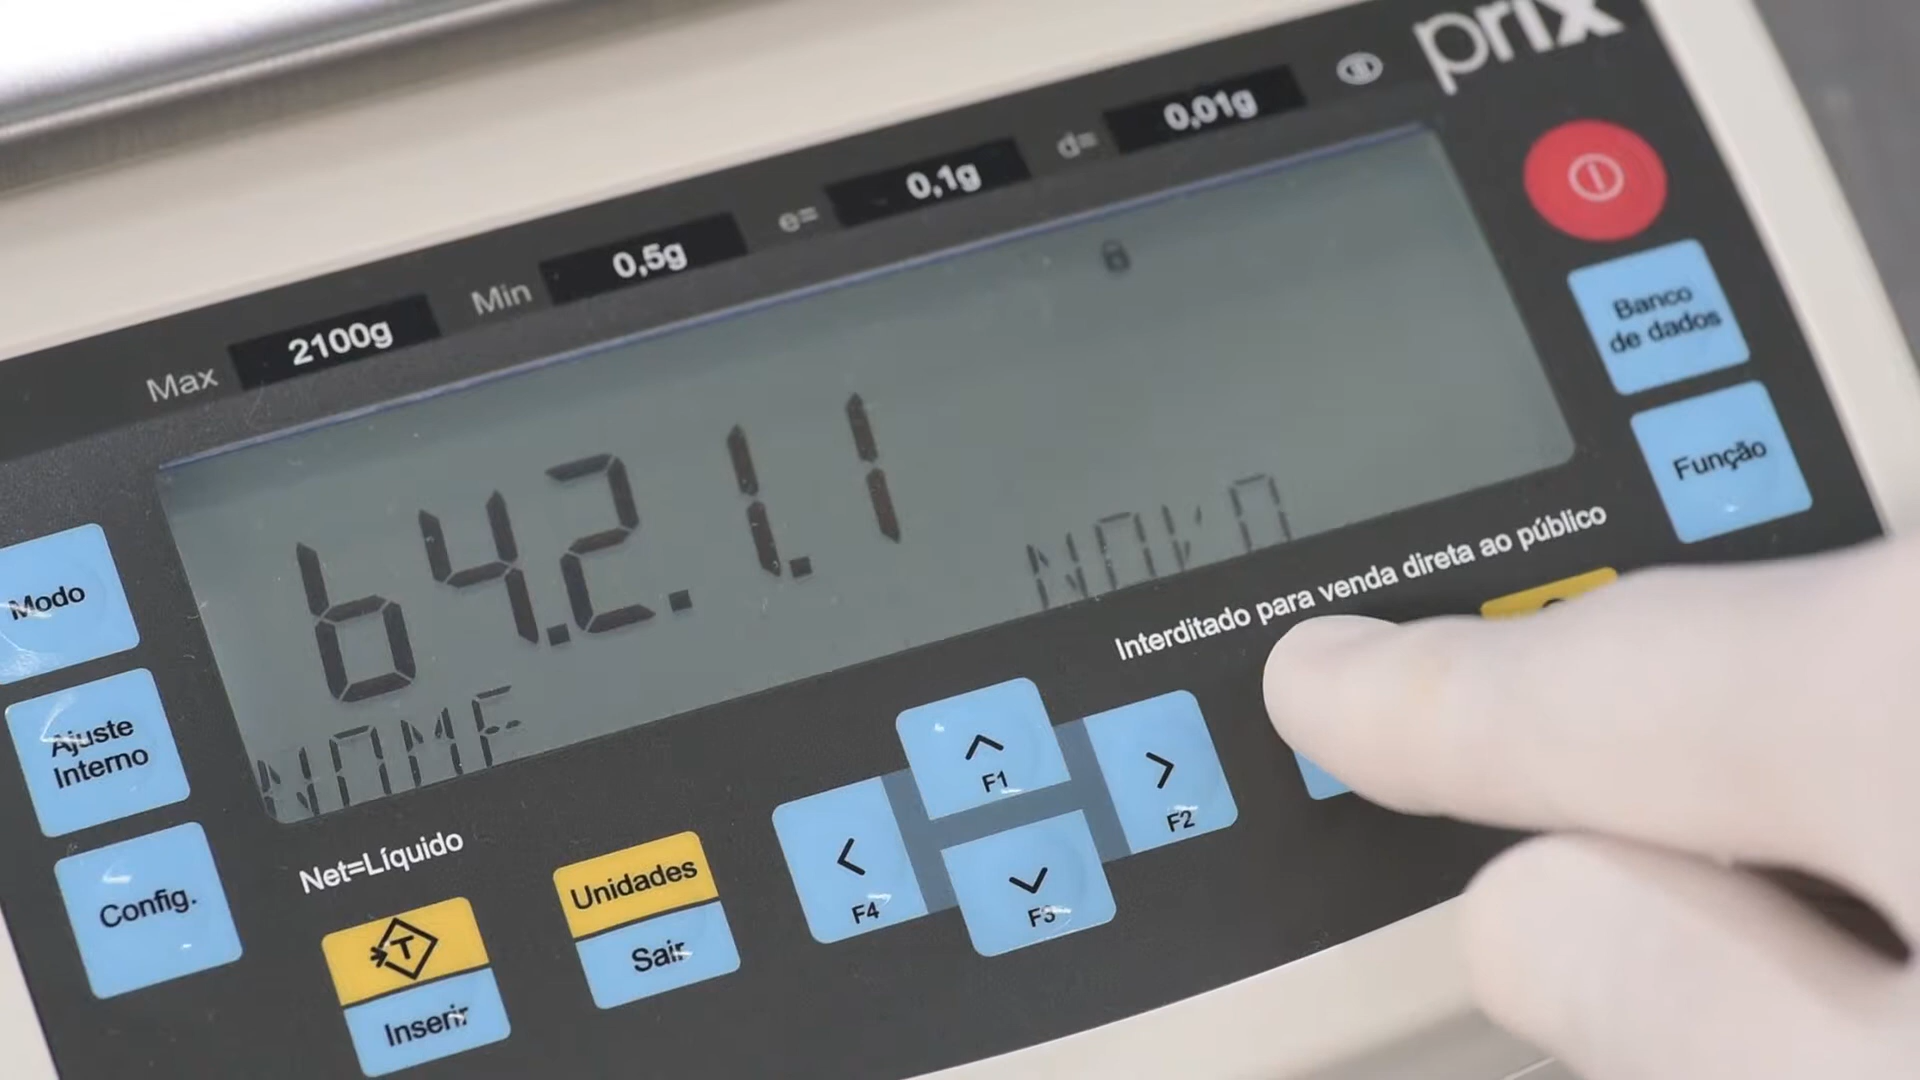 prix
Max 2100g Min 0,5g e= 0,1g d= 0,01g
b4.2.1.1
NOVO
NOME
Interditado para venda direta ao público
Banco
de dados
Função
Modo
Ajuste
Interno
Config.
Net=Líquido
T
Inserir
Unidades
Sair
F1
F2
F3
F4